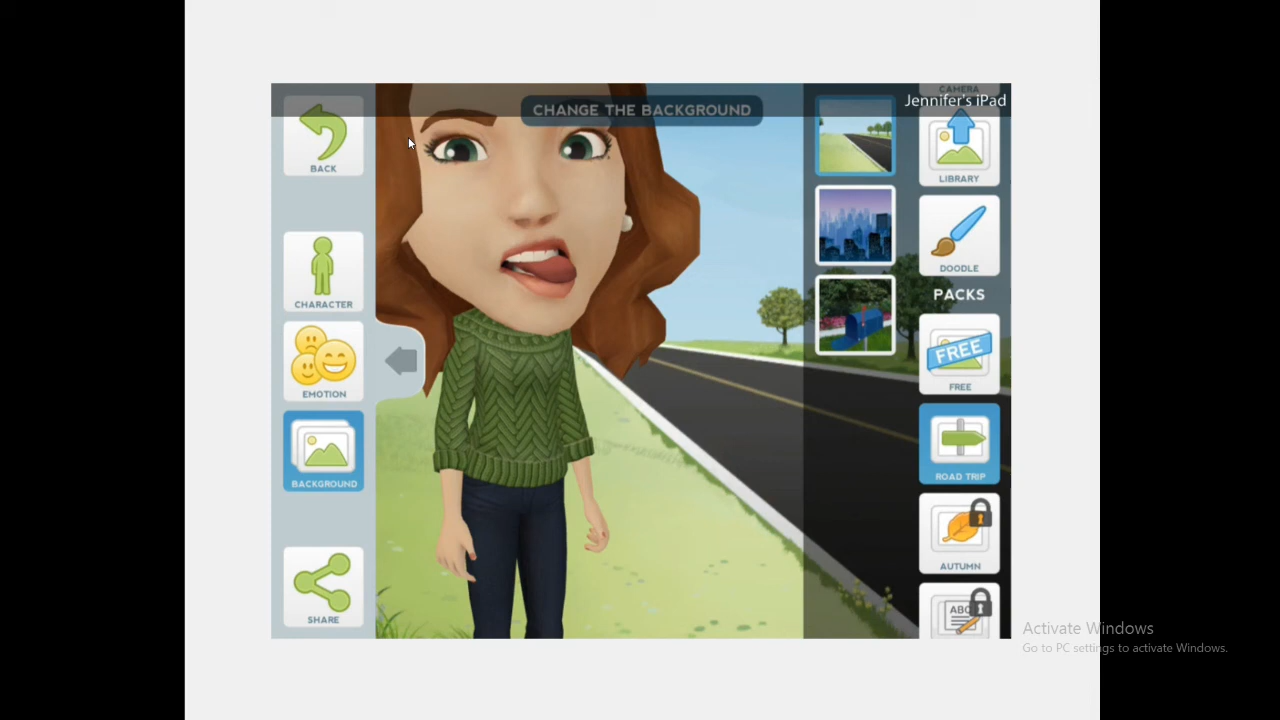 CAMERA
Jennifer's iPad
CHANGE THE BACKGROUND
BACK
LIBRARY
CHARACTER
DOODLE
PACKS
EMOTION
FREE
FREE
BACKGROUND
ROAD TRIP
AUTUMN
SHARE
ABC
Activate Windows
Go to PC settings to activate Windows.